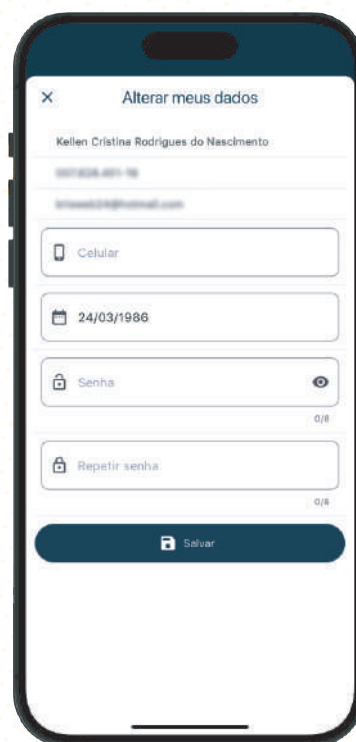 Alterar meus dados
Kellen Cristina Rodrigues do Nascimento
Celular
24/03/1986
Senha
0/8
Repetir senha
0/8
Salvar